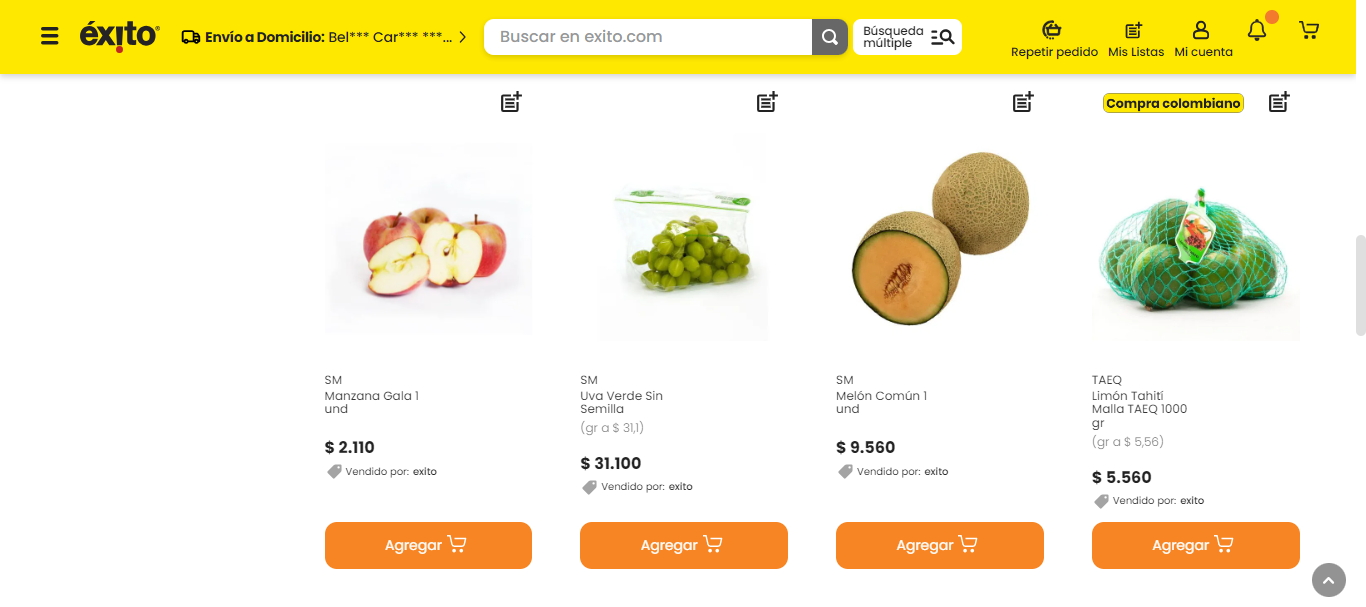 éxito
Envío a Domicilio: Bel*** Car*** ***...
Buscar en exito.com
Búsqueda
múltiple
Repetir pedido
Mis Listas
Mi cuenta
Compra colombiano
SM
Manzana Gala 1
und
$ 2.110
Vendido por: exito
Agregar
SM
Uva Verde Sin
Semilla
(gr a $ 31,1)
$ 31.100
Vendido por: exito
Agregar
SM
Melón Común 1
und
$ 9.560
Vendido por: exito
Agregar
TAEQ
Limón Tahití
Malla TAEQ 1000
gr
(gr a $ 5,56)
$ 5.560
Vendido por: exito
Agregar